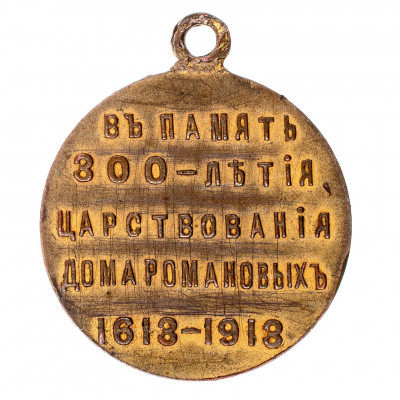 ВЪ ПАМЯТЬ
300-ЛѢТІЯ
ЦАРСТВОВАНІЯ
ДОМА РОМАНОВЫХЪ
1613-1913